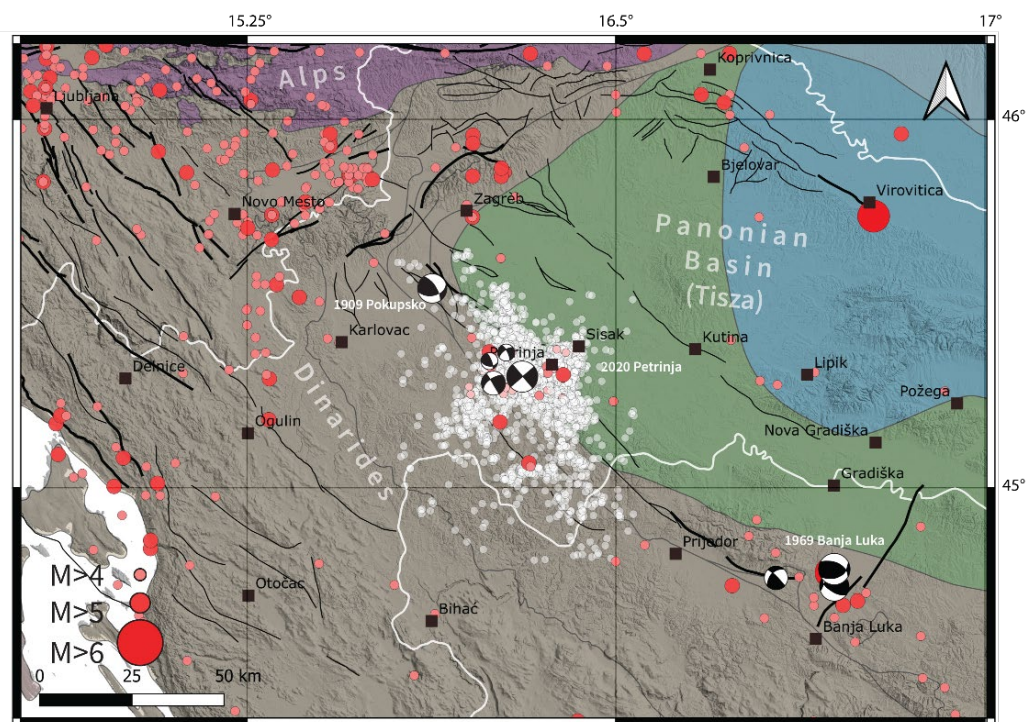 15.25°
16.5°
17°
Alps
Koprivnica
Ljubljana
46°
Bjelovar
Virovitica
Novo Mesto
Zagreb
Panonian
Basin
(Tisza)
1909 Pokupsko
Karlovac
Sisak
Kutina
2020 Petrinja
Delnice
Lipik
Požega
Dinarides
Ogulin
Nova Gradiška
Gradiška
45°
Prijedor
1969 Banja Luka
M>4
Otočac
M>5
Bihać
Banja Luka
M>6
0
25
50 km